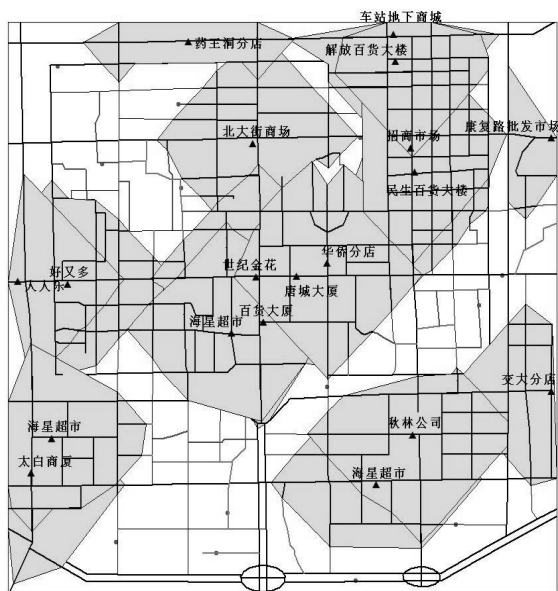 车站地下商城
药王洞分店
解放百货大楼
北大街商场
招商市场
康复路批发市场
民生百货大楼
华侨分店
好又多
世纪金花
人人乐
唐城大厦
百货大厦
海星超市
交大分店
海星超市
秋林公司
太白商厦
海星超市